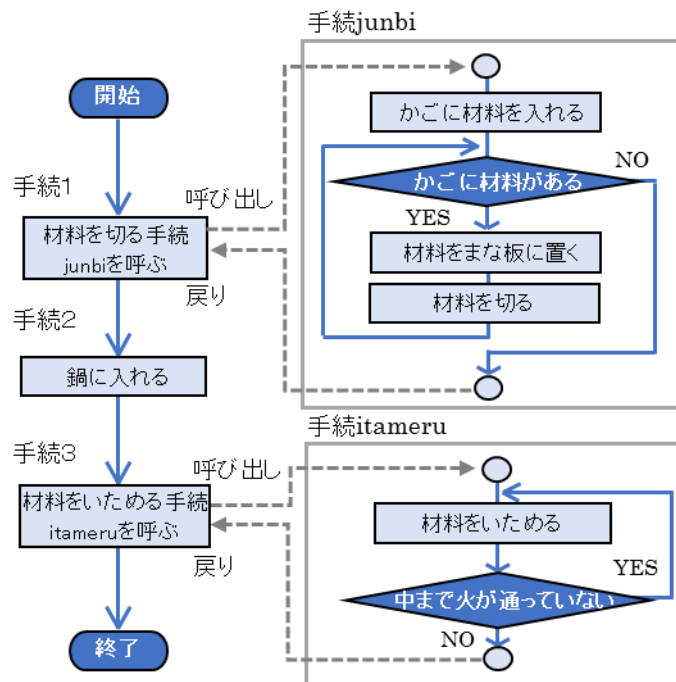 開始
手続1
材料を切る手続
junbiを呼ぶ
手続2
鍋に入れる
手続3
材料をいためる手続
itameruを呼ぶ
終了
呼び出し
戻り
手続junbi
かごに材料を入れる
かごに材料がある
NO
YES
材料をまな板に置く
材料を切る
呼び出し
戻り
手続itameru
材料をいためる
中まで火が通っていない
YES
NO